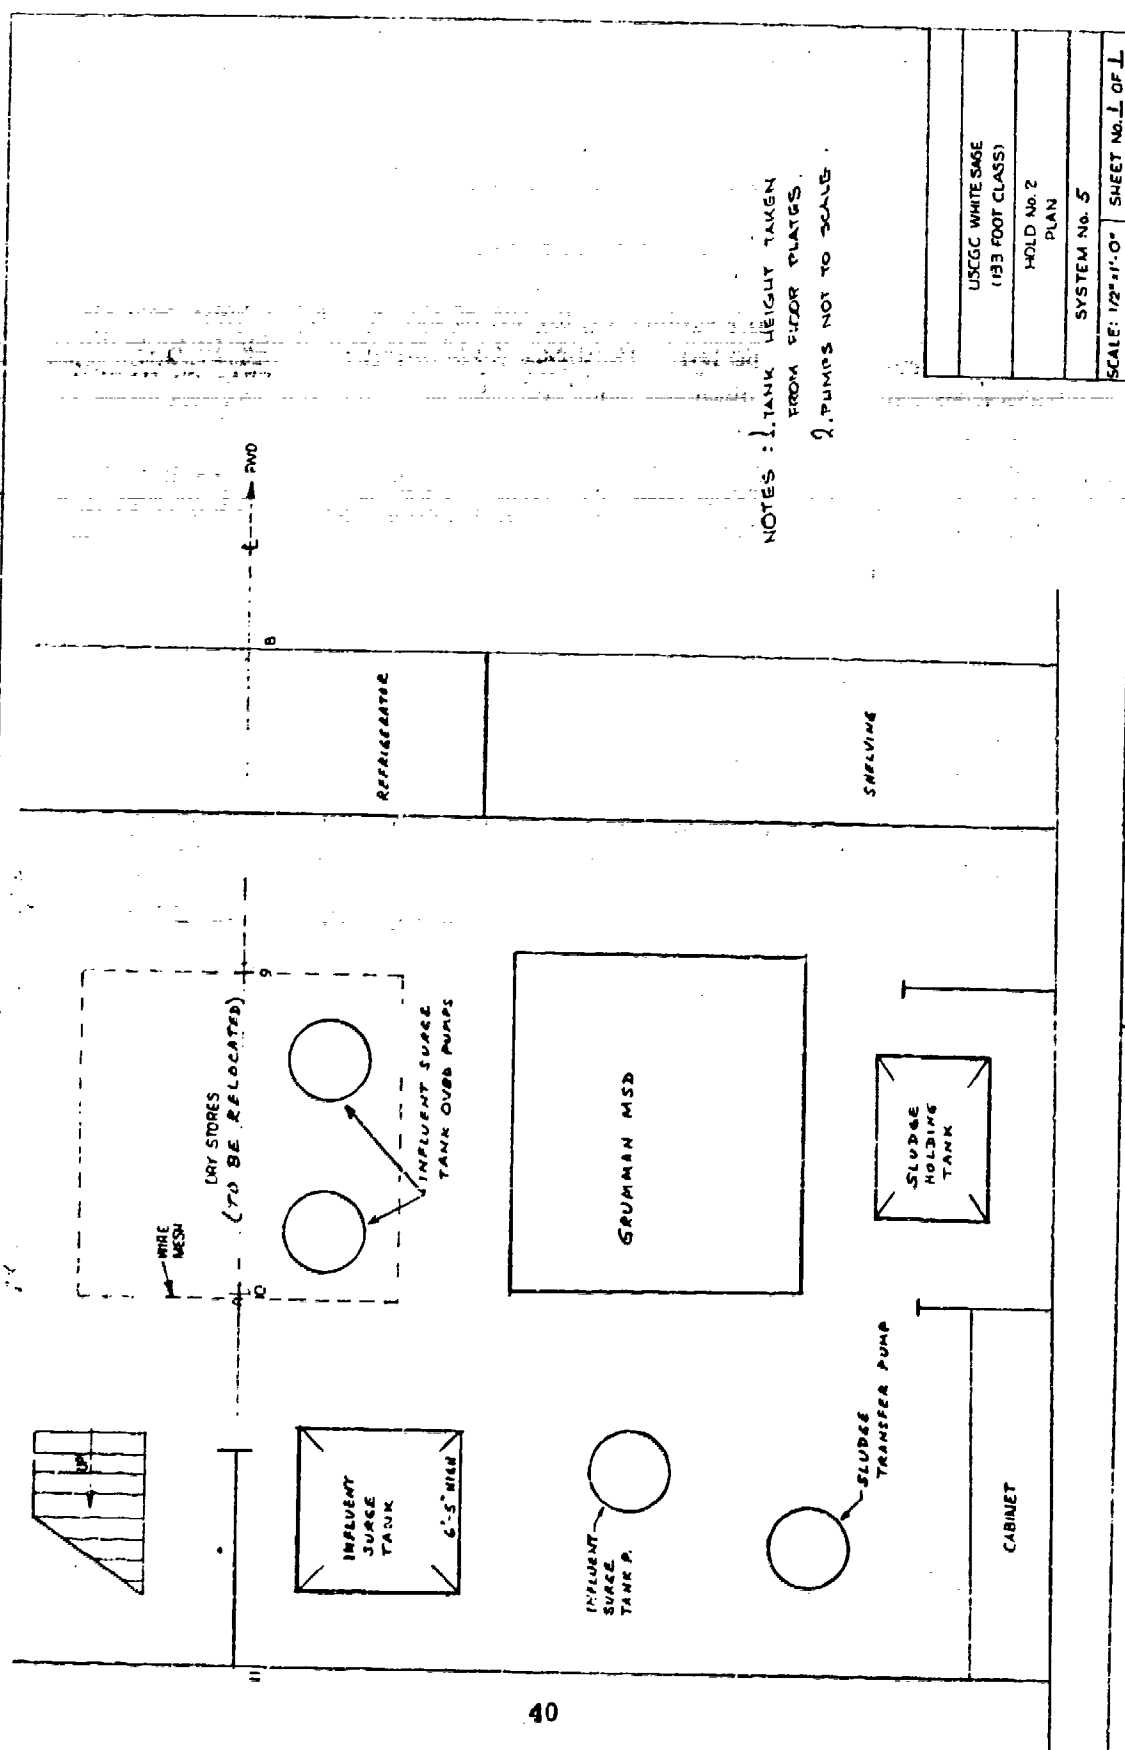 UP
WIRE
MESH
DRY STORES
(TO BE RELOCATED)
10
9
8
11
FWD
INFLUENT SURGE
TANK OVBD PUMPS
REFRIGERATOR
SHELVING
INFLUENT
SURGE
TANK
6'-5" HIGH
GRUMMAN MSD
INFLUENT
SURGE
TANK P.
SLUDGE
TRANSFER PUMP
SLUDGE
HOLDING
TANK
CABINET
NOTES : 1. TANK HEIGHT TAKEN
FROM FLOOR PLATES.
2. PUMPS NOT TO SCALE.
USCGC WHITE SAGE
(133 FOOT CLASS)
HOLD No. 2
PLAN
SYSTEM No. 5
SCALE: 1/2"=1'-0" SHEET No. 1 OF 1
40